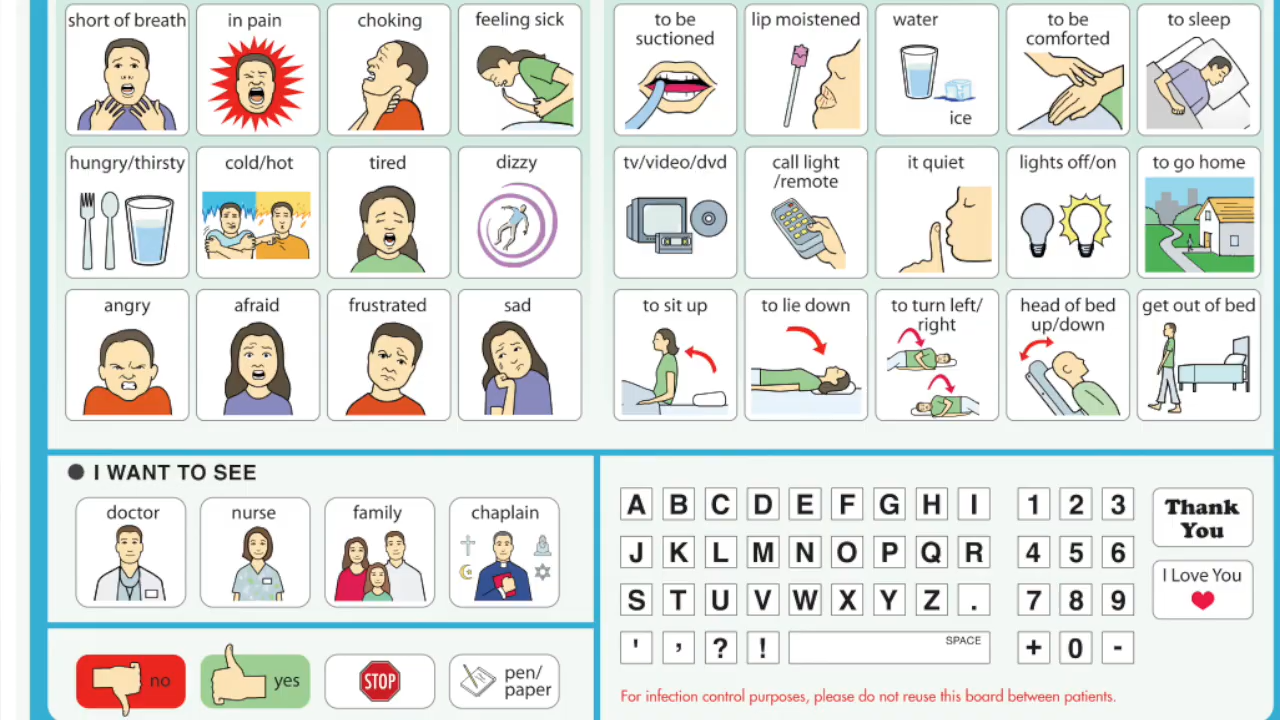 short of breath
in pain
choking
feeling sick
to be
suctioned
lip moistened
water
ice
to be
comforted
to sleep
hungry/thirsty
cold/hot
tired
dizzy
tv/video/dvd
call light
/remote
it quiet
lights off/on
to go home
angry
afraid
frustrated
sad
to sit up
to lie down
to turn left/
right
head of bed
up/down
get out of bed
I WANT TO SEE
doctor
nurse
family
chaplain
no
yes
STOP
pen/
paper
A B C D E F G H I
J K L M N O P Q R
S T U V W X Y Z .
' , ? ! SPACE
1 2 3
4 5 6
7 8 9
+ 0 -
Thank
You
I Love You
For infection control purposes, please do not reuse this board between patients.